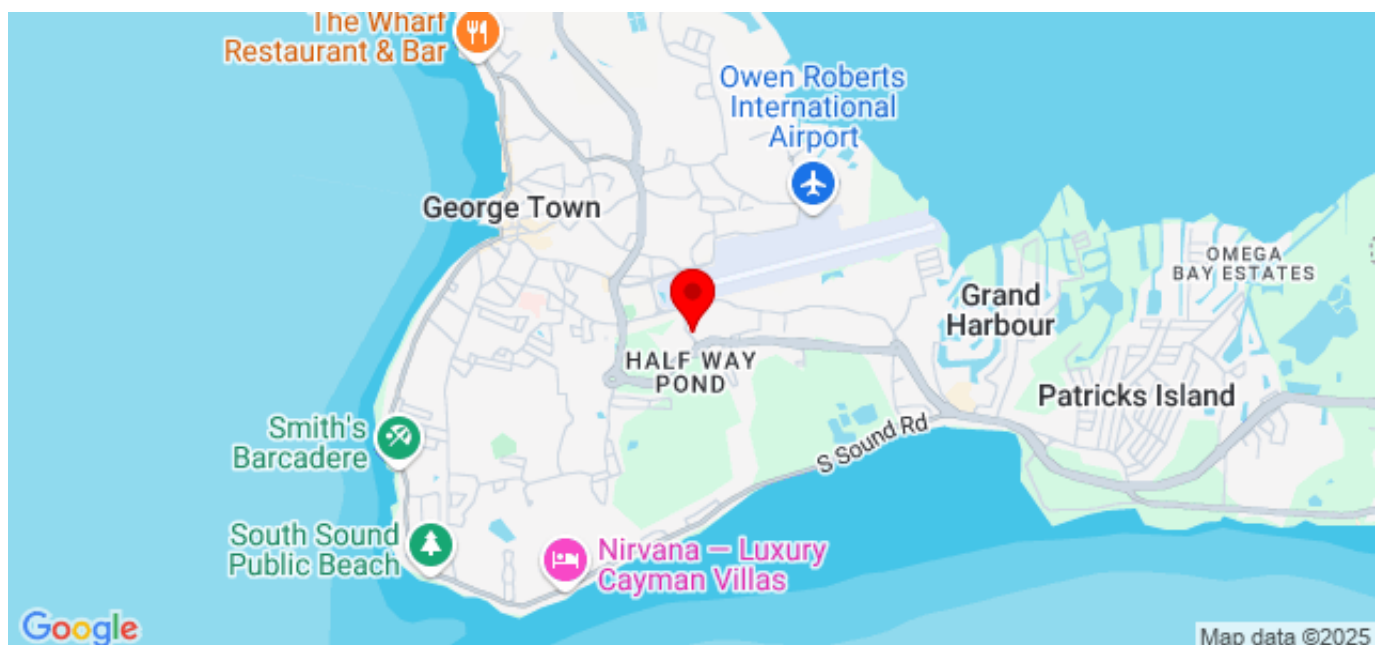 The Wharf
Restaurant & Bar
Owen Roberts
International
Airport
George Town
OMEGA
BAY ESTATES
Grand
Harbour
HALF WAY
POND
Patricks Island
Smith's
Barcadere
S Sound Rd
South Sound
Public Beach
Nirvana — Luxury
Cayman Villas
Google
Map data ©2025